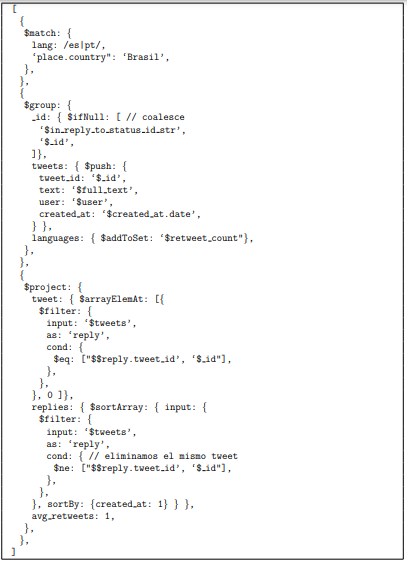 [
{
$match: {
lang: /es|pt/,
‘place.country": ‘Brasil’,
},
},
{
$group: {
_id: { $ifNull: [ // coalesce
‘$in_reply_to_status_id_str’,
‘$_id’,
]},
tweets: { $push: {
tweet_id: ‘$_id’,
text: ‘$full_text’,
user: ‘$user’,
created_at: ‘$created_at.date’,
} },
languages: { $addToSet: ‘$retweet_count"},
},
},
{
$project: {
tweet: { $arrayElemAt: [{
$filter: {
input: ‘$tweets’,
as: ‘reply’,
cond: {
$eq: ["$$reply.tweet_id’, ‘$_id"],
},
},
}, 0 ]},
replies: { $sortArray: { input: {
$filter: {
input: ‘$tweets’,
as: ‘reply’,
cond: { // eliminamos el mismo tweet
$ne: ["$$reply.tweet_id’, ‘$_id"],
},
},
}, sortBy: {created_at: 1} } },
avg_retweets: 1,
},
},
]